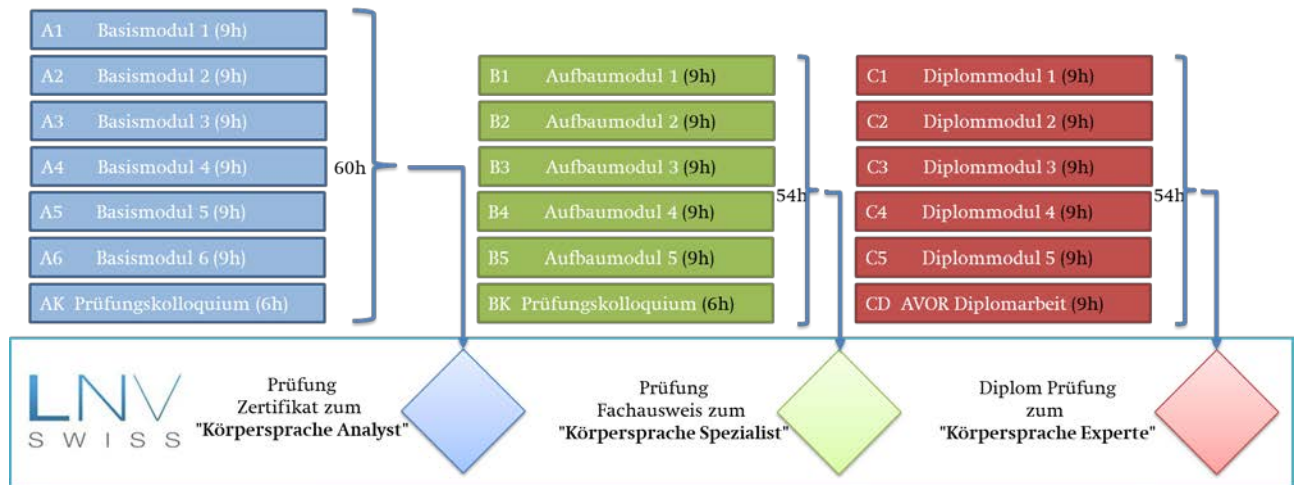 A1 Basismodul 1 (9h)
A2 Basismodul 2 (9h)
A3 Basismodul 3 (9h)
A4 Basismodul 4 (9h)
A5 Basismodul 5 (9h)
A6 Basismodul 6 (9h)
AK Prüfungskolloquium (6h)
60h
B1 Aufbaumodul 1 (9h)
B2 Aufbaumodul 2 (9h)
B3 Aufbaumodul 3 (9h)
B4 Aufbaumodul 4 (9h)
B5 Aufbaumodul 5 (9h)
BK Prüfungskolloquium (6h)
54h
C1 Diplommodul 1 (9h)
C2 Diplommodul 2 (9h)
C3 Diplommodul 3 (9h)
C4 Diplommodul 4 (9h)
C5 Diplommodul 5 (9h)
CD AVOR Diplomarbeit (9h)
54h
LNV
SWISS
Prüfung
Zertifikat zum
"Körpersprache Analyst"
Prüfung
Fachausweis zum
"Körpersprache Spezialist"
Diplom Prüfung
zum
"Körpersprache Experte"